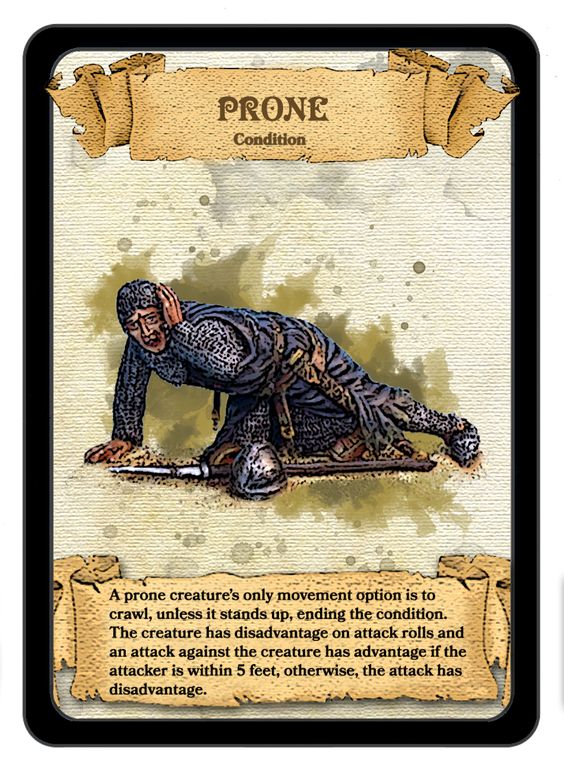 PRONE
Condition
A prone creature's only movement option is to
crawl, unless it stands up, ending the condition.
The creature has disadvantage on attack rolls and
an attack against the creature has advantage if the
attacker is within 5 feet, otherwise, the attack has
disadvantage.